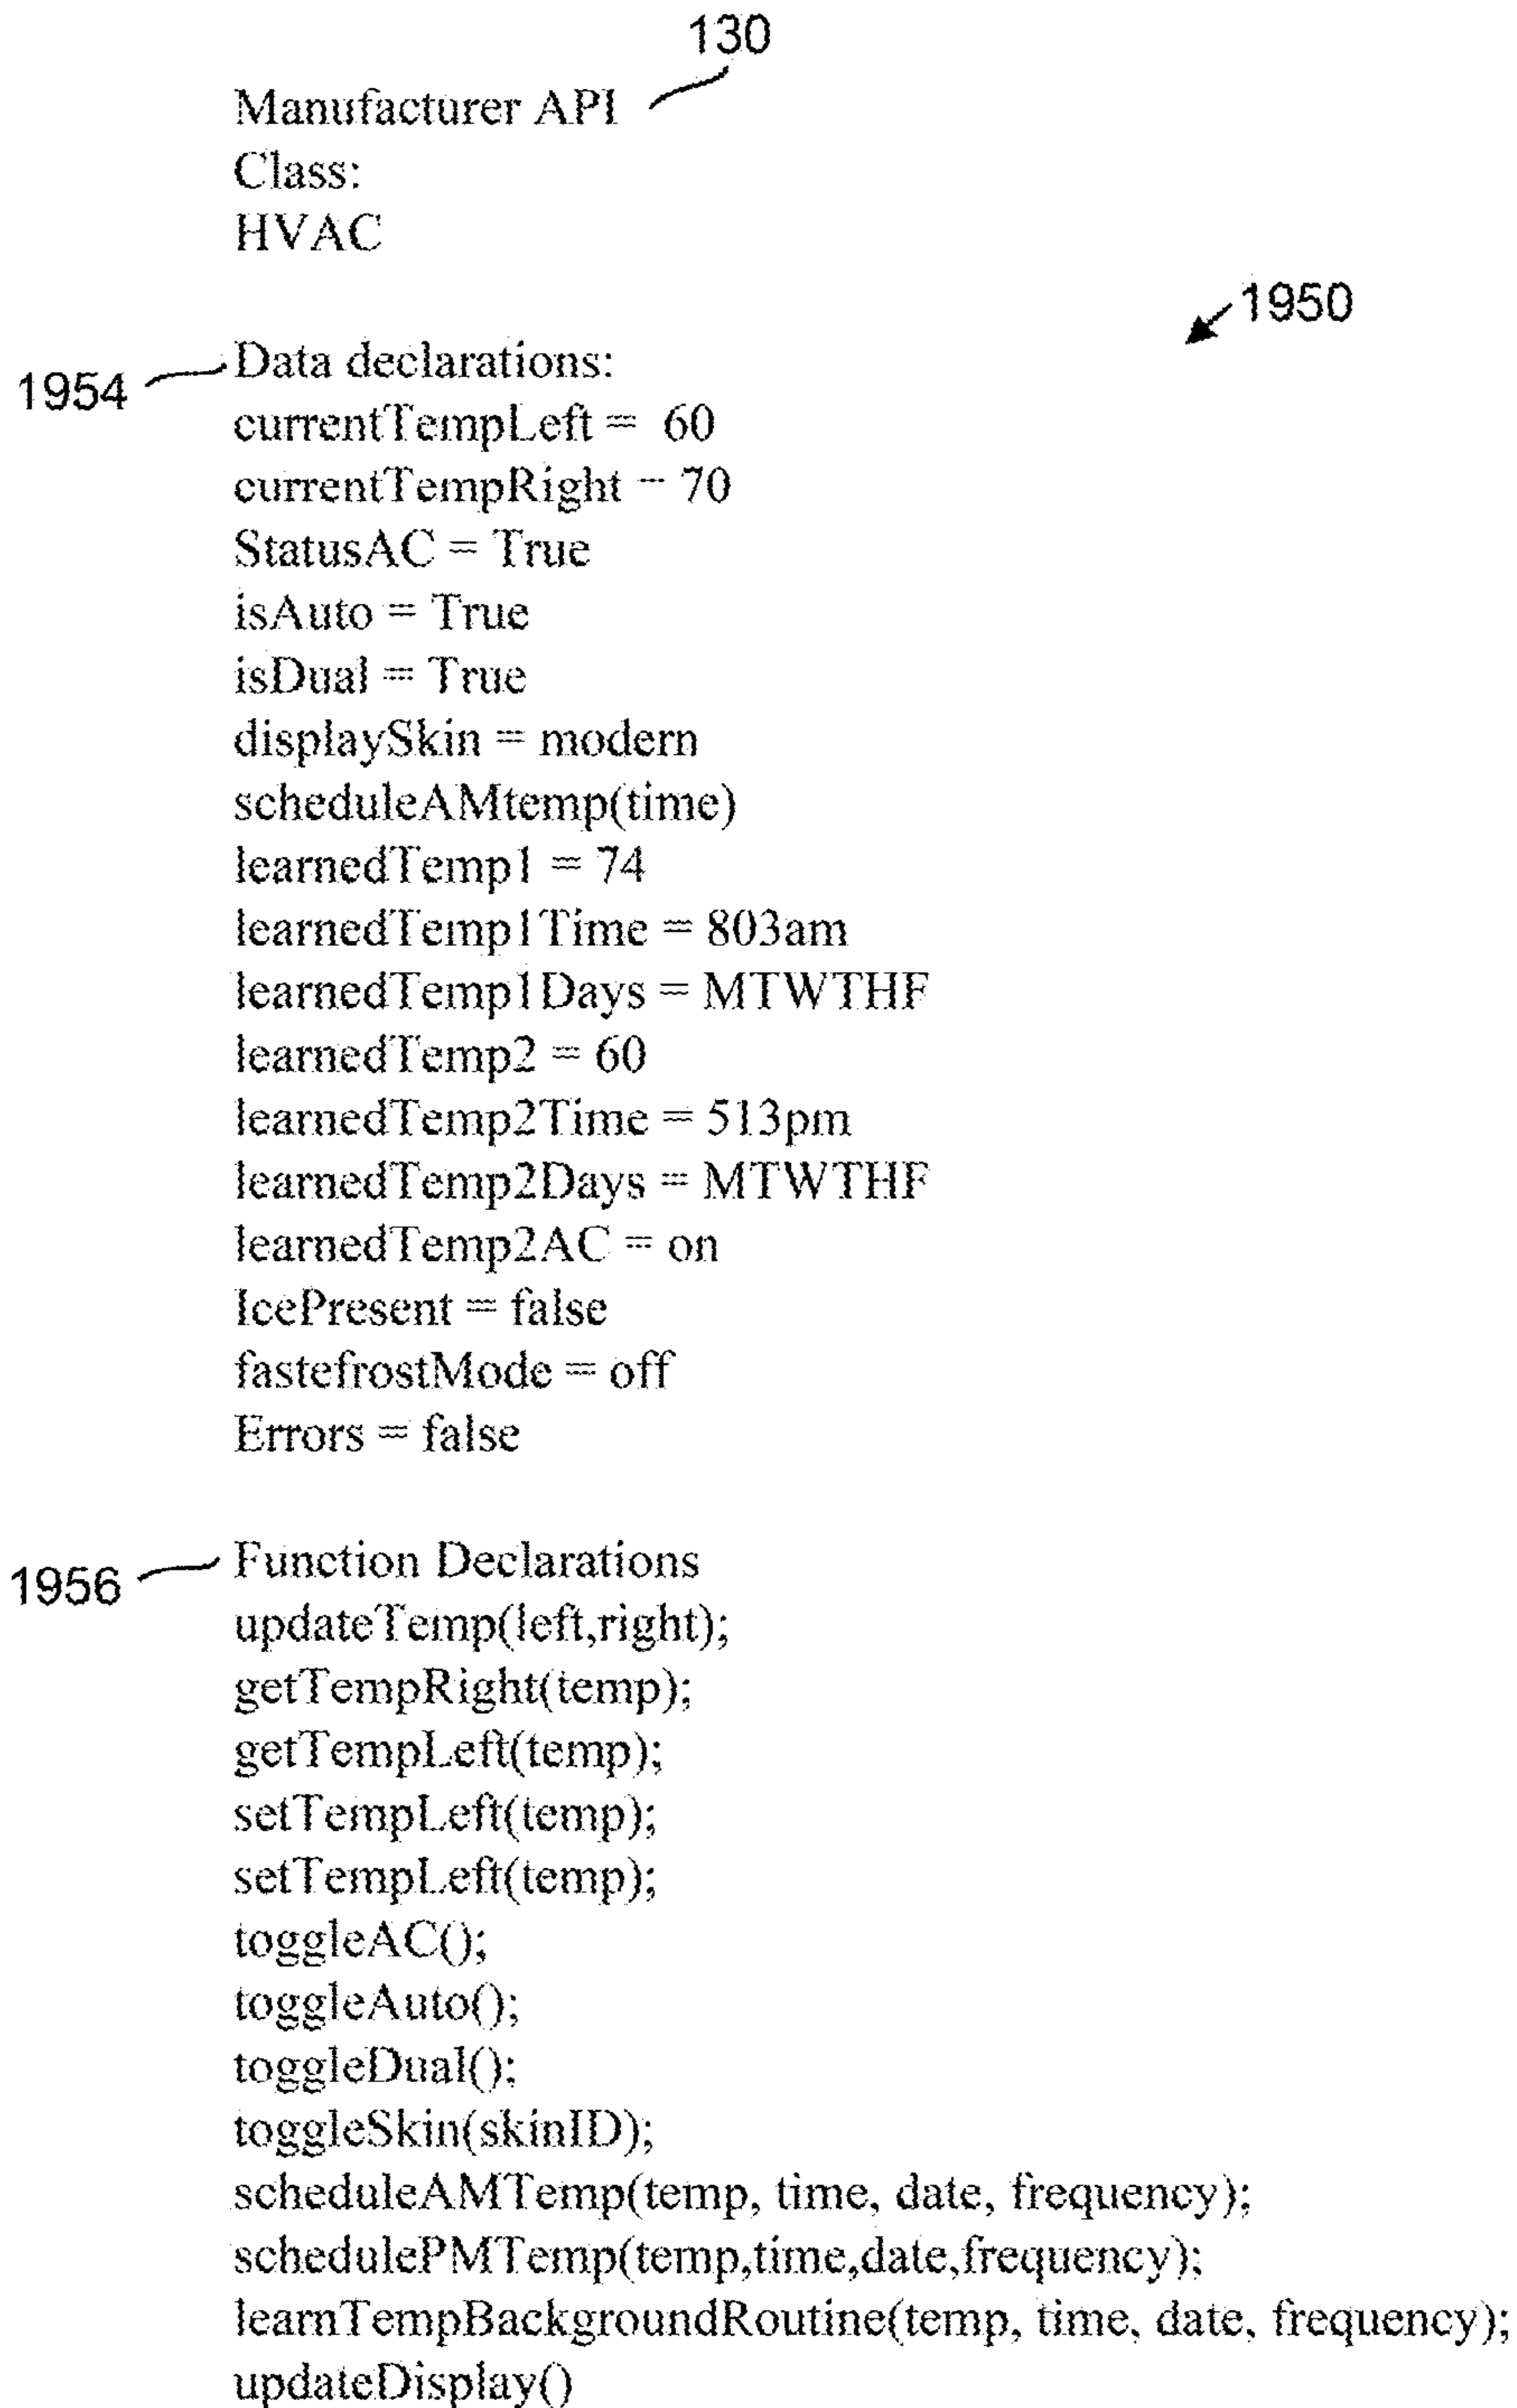 130
Manufacturer API
Class:
HVAC
1950
1954
Data declarations:
currentTempLeft = 60
currentTempRight = 70
StatusAC = True
isAuto = True
isDual = True
displaySkin = modern
scheduleAMtemp(time)
learnedTemp1 = 74
learnedTemp1Time = 803am
learnedTemp1Days = MTWTHF
learnedTemp2 = 60
learnedTemp2Time = 513pm
learnedTemp2Days = MTWTHF
learnedTemp2AC = on
IcePresent = false
fastefrostMode = off
Errors = false
1956
Function Declarations
updateTemp(left,right);
getTempRight(temp);
getTempLeft(temp);
setTempLeft(temp);
setTempLeft(temp);
toggleAC();
toggleAuto();
toggleDual();
toggleSkin(skinID);
scheduleAMTemp(temp, time, date, frequency);
schedulePMTemp(temp,time,date,frequency);
learnTempBackgroundRoutine(temp, time, date, frequency);
updateDisplay()